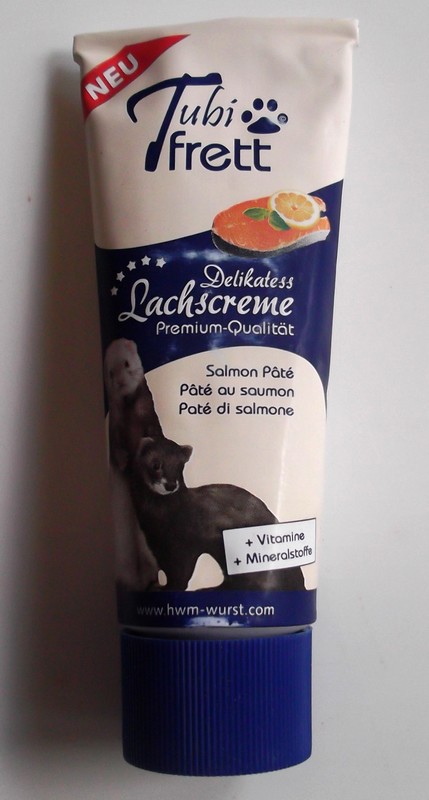 NEU
Tubi ®
frett
Delikatess
Lachscreme
Premium-Qualität
Salmon Pâté
Pâté au saumon
Paté di salmone
+ Vitamine
+ Mineralstoffe
www.hwm-wurst.com